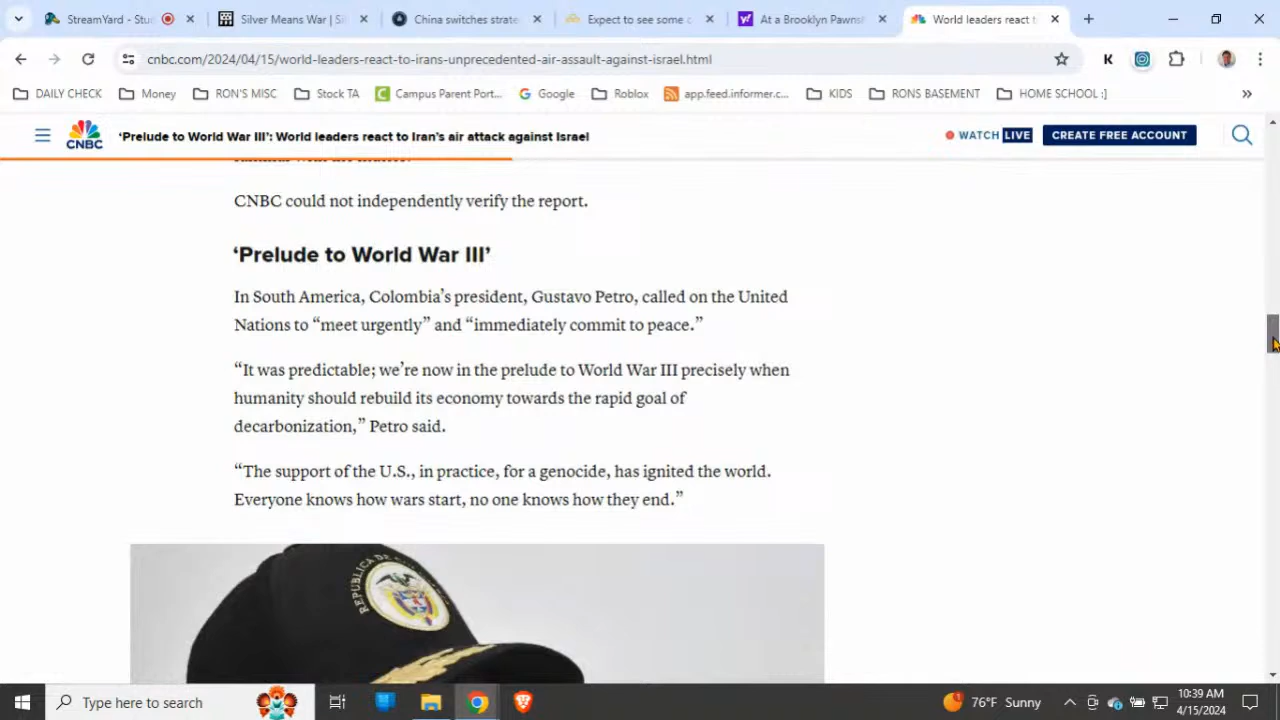 StreamYard - Stu
Silver Means War | Sil
China switches strate
Expect to see some c
At a Brooklyn Pawnsh
World leaders react t
cnbc.com/2024/04/15/world-leaders-react-to-irans-unprecedented-air-assault-against-israel.html
K
DAILY CHECK
Money
RON'S MISC
Stock TA
Campus Parent Port...
Google
Roblox
app.feed.informer.c...
KIDS
RONS BASEMENT
HOME SCHOOL :]
»
CNBC
‘Prelude to World War III’: World leaders react to Iran’s air attack against Israel
WATCH LIVE
CREATE FREE ACCOUNT
CNBC could not independently verify the report.
‘Prelude to World War III’
In South America, Colombia’s president, Gustavo Petro, called on the United
Nations to “meet urgently” and “immediately commit to peace.”
“It was predictable; we’re now in the prelude to World War III precisely when
humanity should rebuild its economy towards the rapid goal of
decarbonization,” Petro said.
“The support of the U.S., in practice, for a genocide, has ignited the world.
Everyone knows how wars start, no one knows how they end.”
REPUBLICA DE
Type here to search
1
76°F Sunny
10:39 AM
4/15/2024